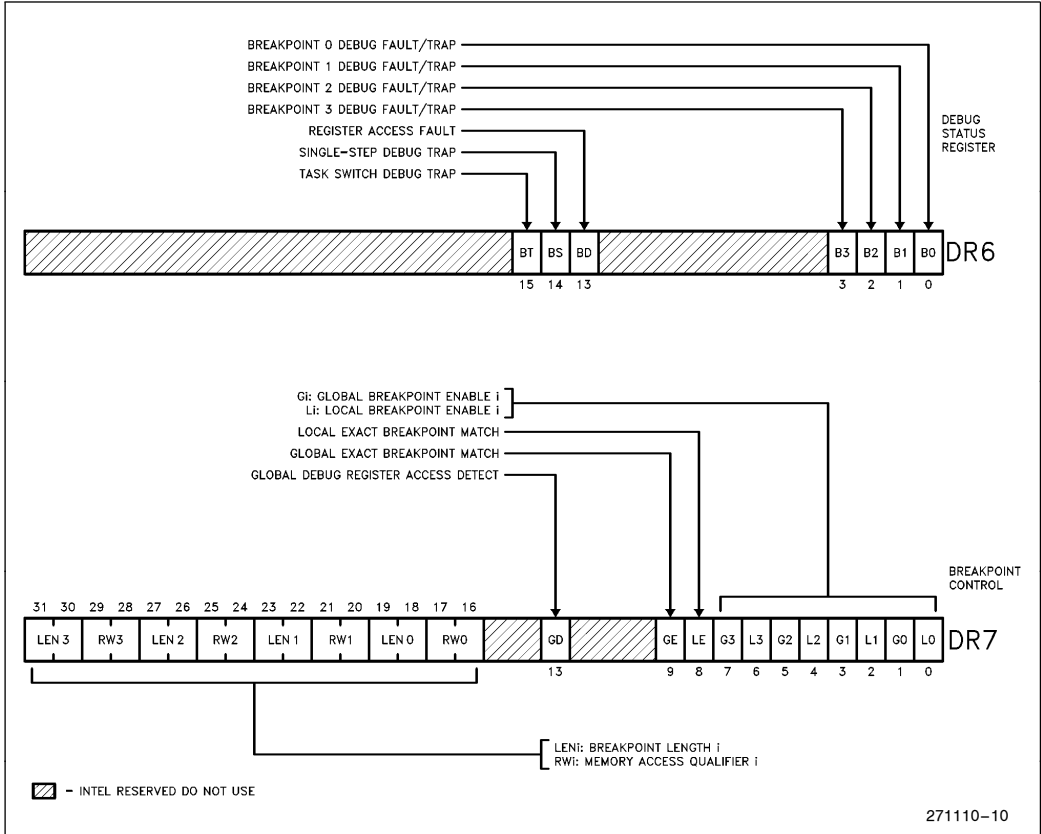 BREAKPOINT 0 DEBUG FAULT/TRAP
BREAKPOINT 1 DEBUG FAULT/TRAP
BREAKPOINT 2 DEBUG FAULT/TRAP
BREAKPOINT 3 DEBUG FAULT/TRAP
REGISTER ACCESS FAULT
SINGLE-STEP DEBUG TRAP
TASK SWITCH DEBUG TRAP
DEBUG
STATUS
REGISTER
BT BS BD B3 B2 B1 B0 DR6
15 14 13 3 2 1 0
Gi: GLOBAL BREAKPOINT ENABLE i
Li: LOCAL BREAKPOINT ENABLE i
LOCAL EXACT BREAKPOINT MATCH
GLOBAL EXACT BREAKPOINT MATCH
GLOBAL DEBUG REGISTER ACCESS DETECT
BREAKPOINT
CONTROL
31 30 29 28 27 26 25 24 23 22 21 20 19 18 17 16
LEN 3 RW3 LEN 2 RW2 LEN 1 RW1 LEN 0 RW0 GD GE LE G3 L3 G2 L2 G1 L1 G0 L0 DR7
13 9 8 7 6 5 4 3 2 1 0
LENi: BREAKPOINT LENGTH i
RWi: MEMORY ACCESS QUALIFIER i
- INTEL RESERVED DO NOT USE
271110-10